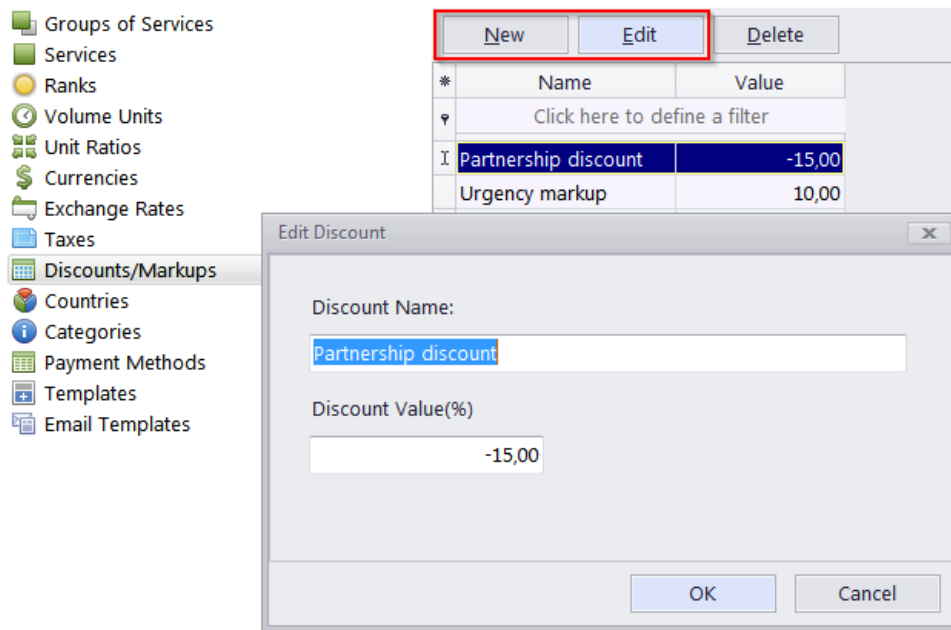 Groups of Services
Services
Ranks
Volume Units
Unit Ratios
Currencies
Exchange Rates
Taxes
Discounts/Markups
Countries
Categories
Payment Methods
Templates
Email Templates
New Edit Delete
Name Value
Click here to define a filter
Partnership discount -15,00
Urgency markup 10,00
Edit Discount
Discount Name:
Partnership discount
Discount Value(%)
-15,00
OK Cancel